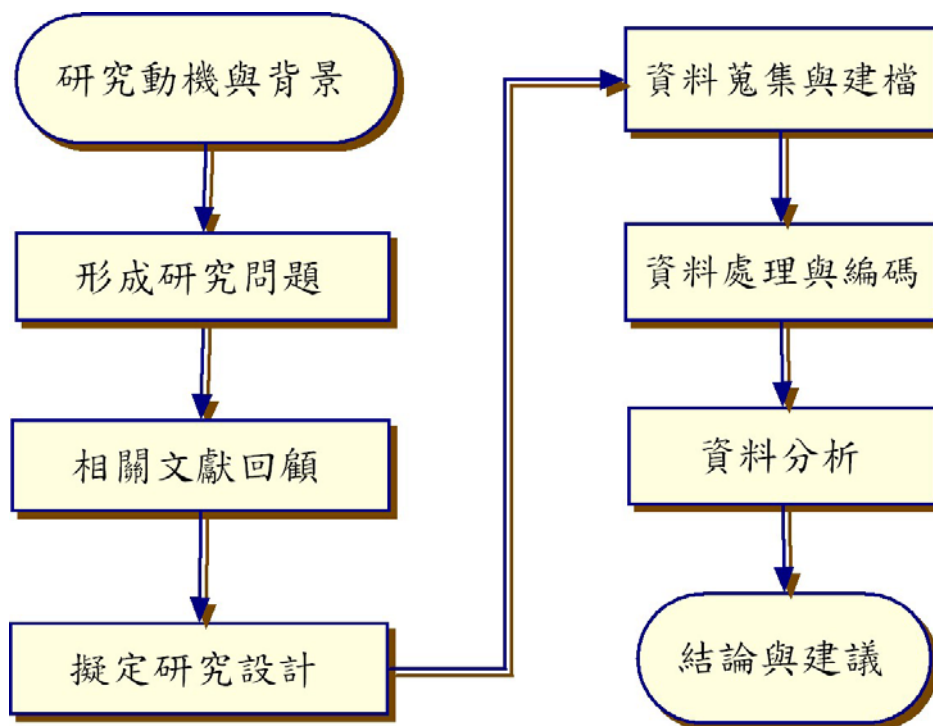 研究動機與背景
形成研究問題
相關文獻回顧
擬定研究設計
資料蒐集與建檔
資料處理與編碼
資料分析
結論與建議